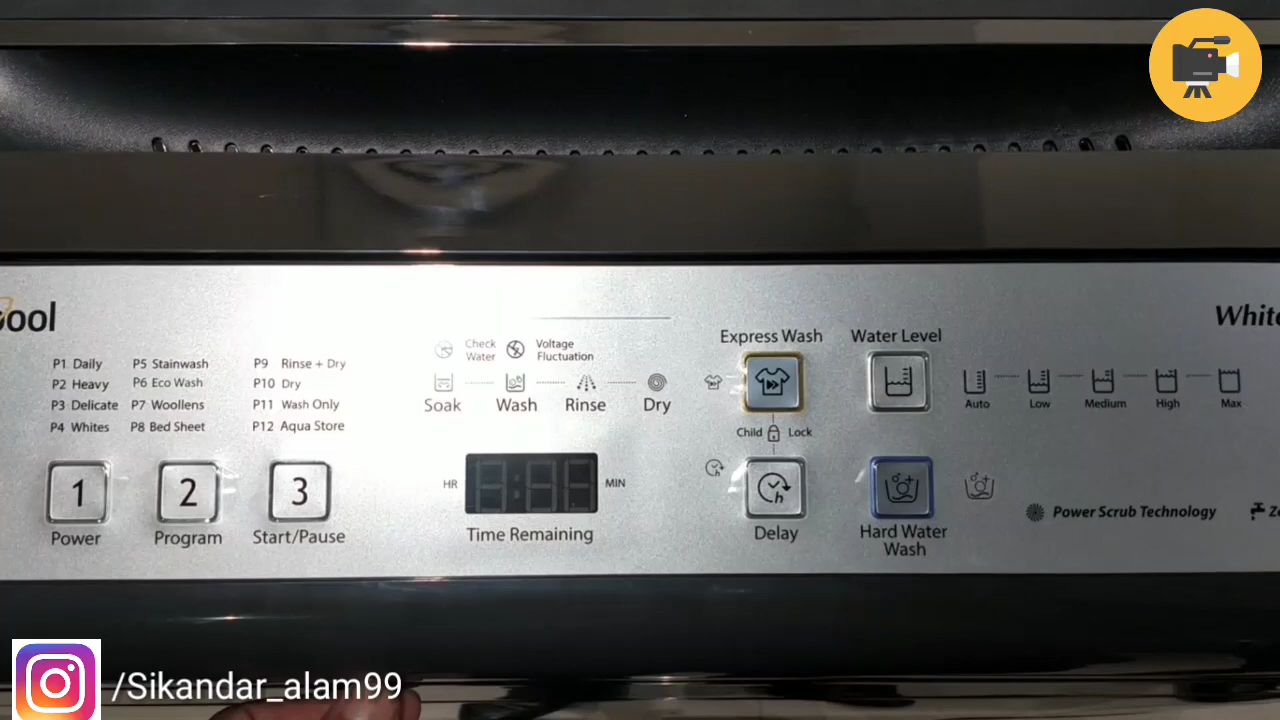 ool
White
Express Wash
Water Level
Check Water
Voltage Fluctuation
P1 Daily
P2 Heavy
P3 Delicate
P4 Whites
P5 Stainwash
P6 Eco Wash
P7 Woollens
P8 Bed Sheet
P9 Rinse + Dry
P10 Dry
P11 Wash Only
P12 Aqua Store
Soak
Wash
Rinse
Dry
Auto
Low
Medium
High
Max
Child Lock
1
2
3
HR
MIN
h
h
Power
Program
Start/Pause
Time Remaining
Delay
Hard Water
Wash
Power Scrub Technology
/Sikandar_alam99